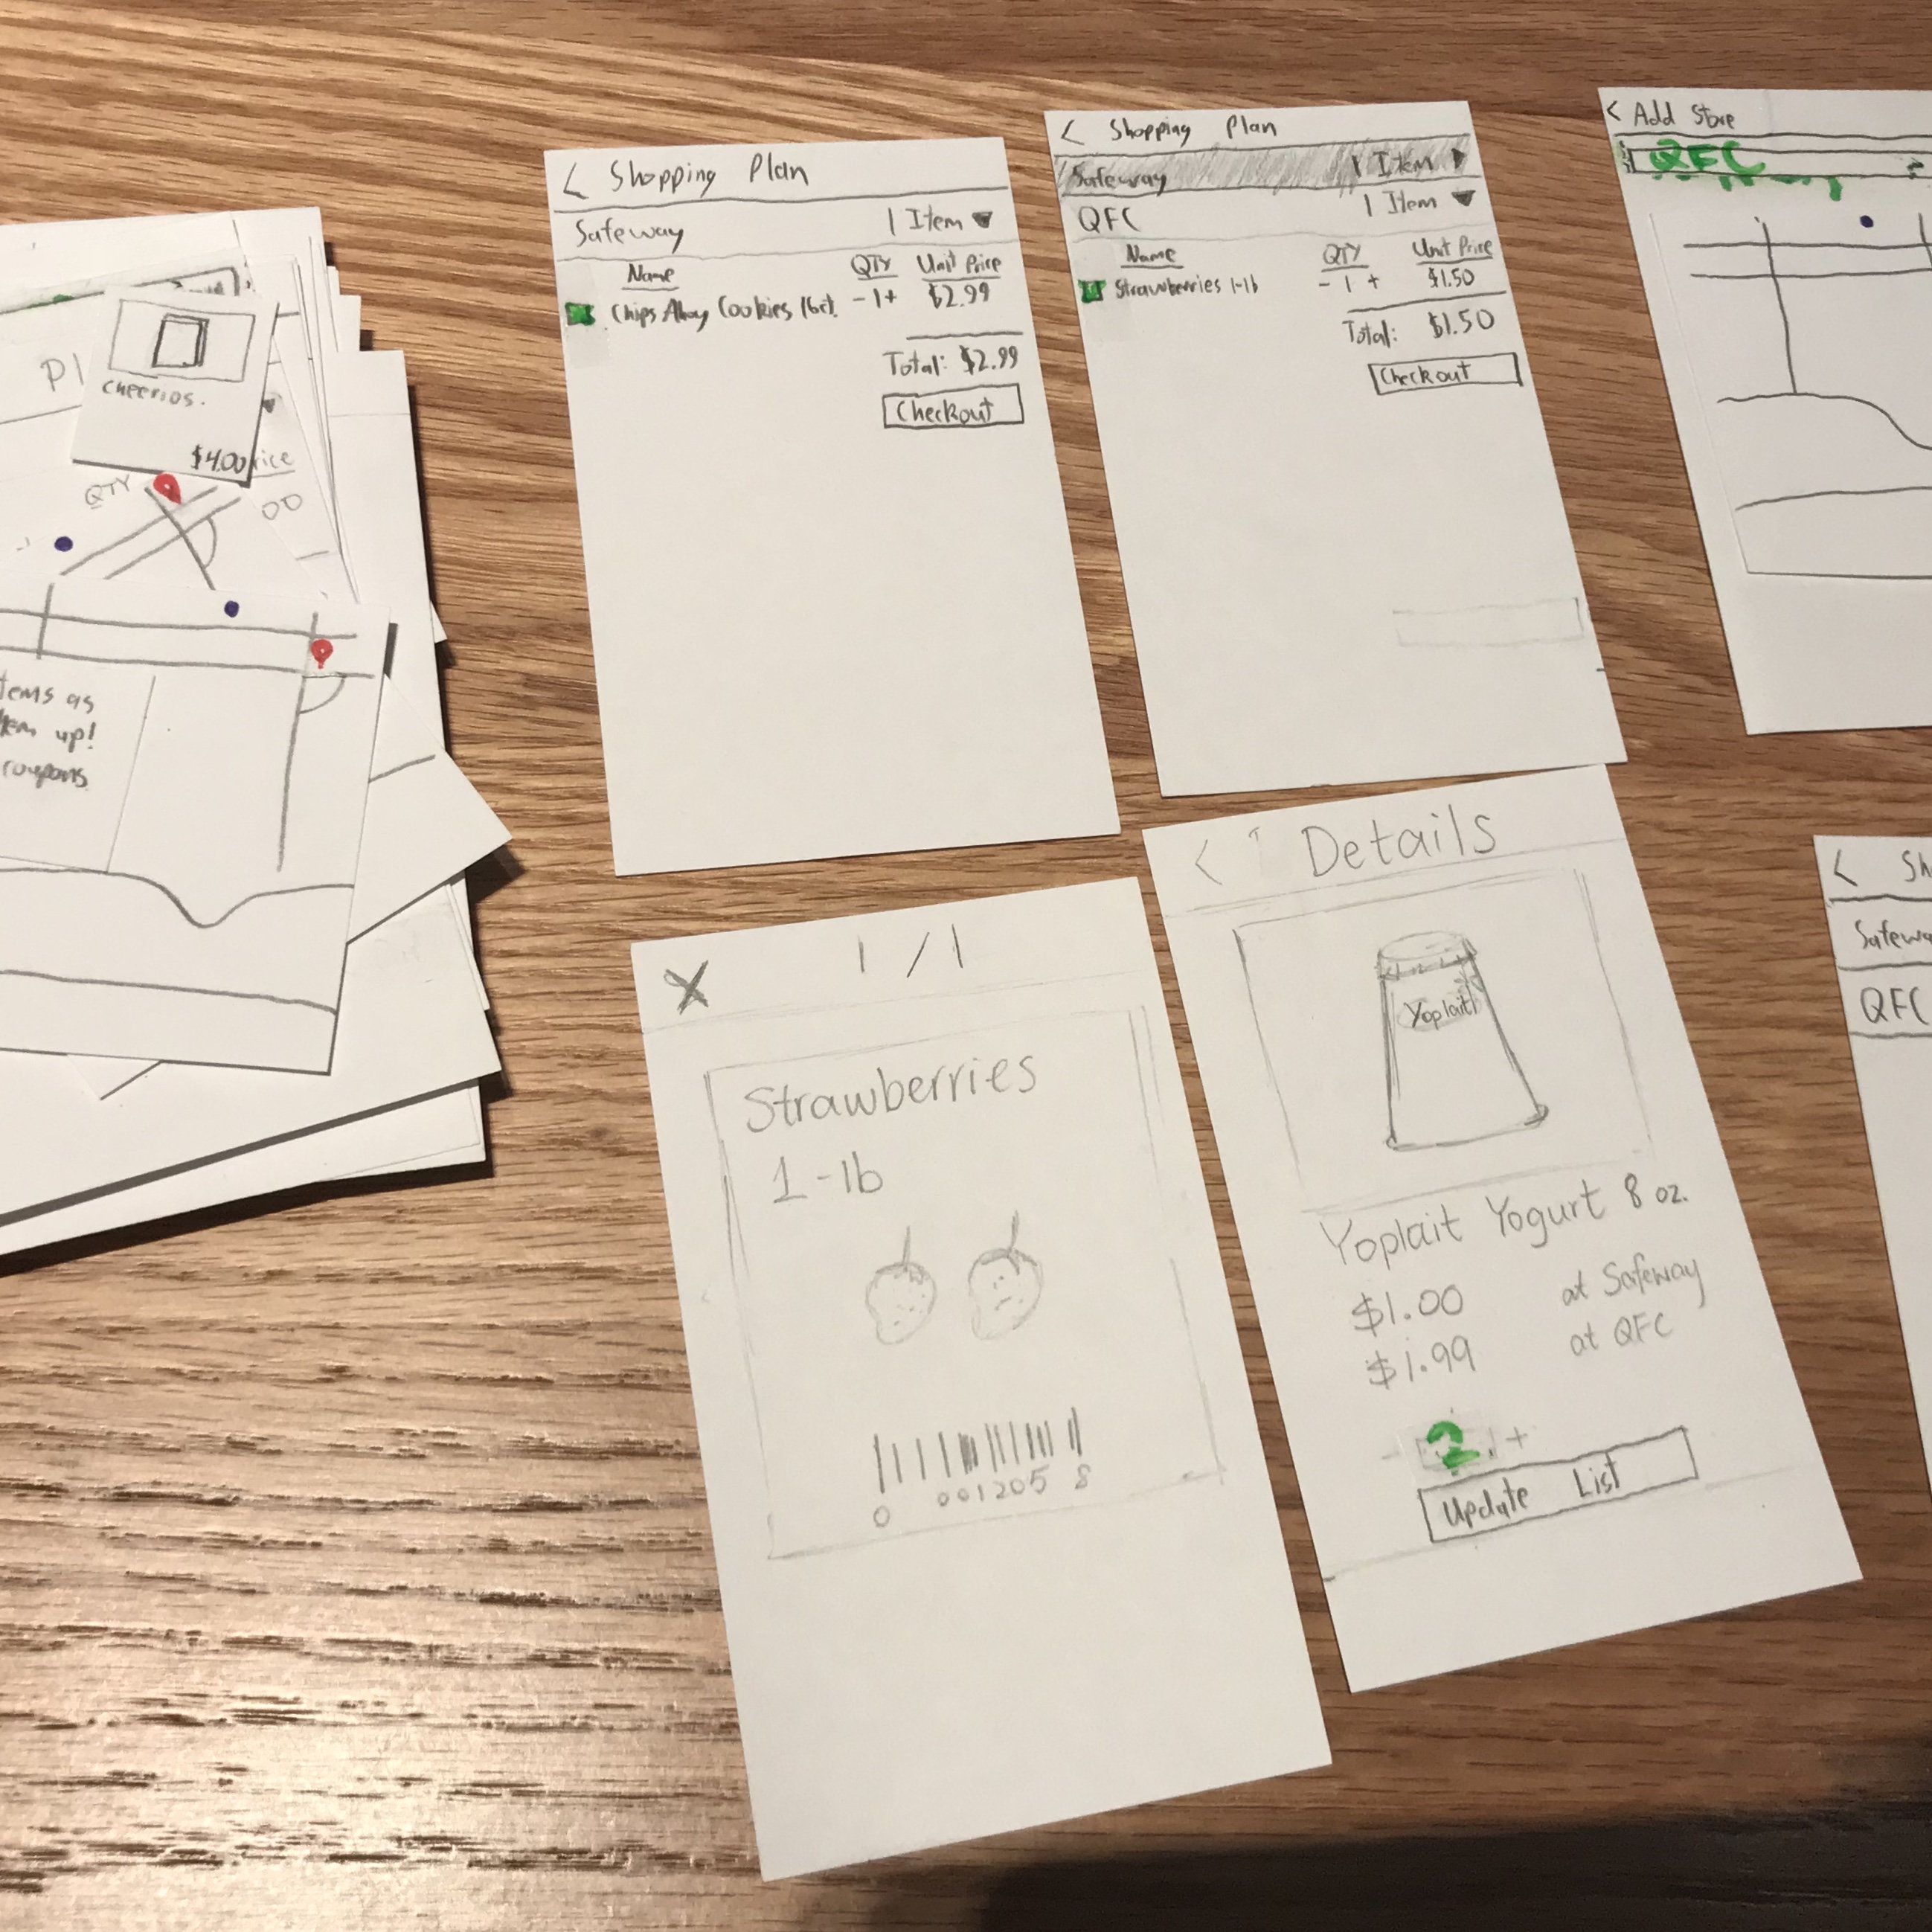 Pl
Cheerios.
$4.00
rice
QTY
00
tems as
up!
coupons
< Shopping Plan
Safeway 1 Item ▼
Name QTY Unit Price
Chips Ahoy Cookies - 1 + $2.99
Total: $2.99
Checkout
< Shopping Plan
Safeway 1 Item ▶
QFC 1 Item ▼
Name QTY Unit Price
Strawberries 1-lb - 1 + $1.50
Total: $1.50
Checkout
< Add Store
QFC
X 1/1
Strawberries
1-lb
0 001205 8
< Details
Yoplait
Yoplait Yogurt 8 oz.
$1.00 at Safeway
$1.99 at QFC
- 2 +
Update List
< Sh
Safewa
QFC